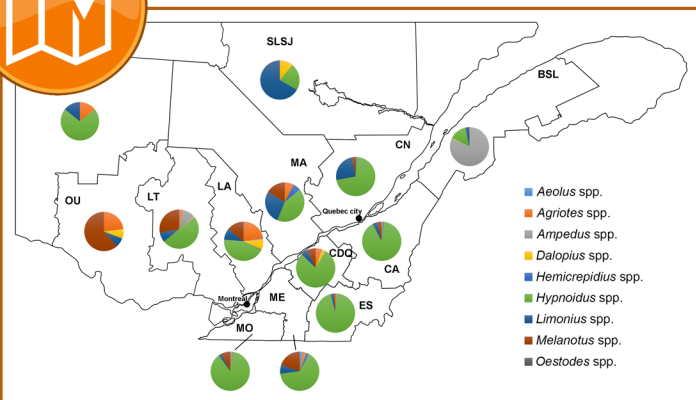 SLSJ
BSL
CN
MA
LA
LT
OU
Quebec city
CDQ
CA
Montreal
ME
ES
MO
Aeolus spp.
Agriotes spp.
Ampedus spp.
Dalopius spp.
Hemicrepidius spp.
Hypnoidus spp.
Limonius spp.
Melanotus spp.
Oestodes spp.